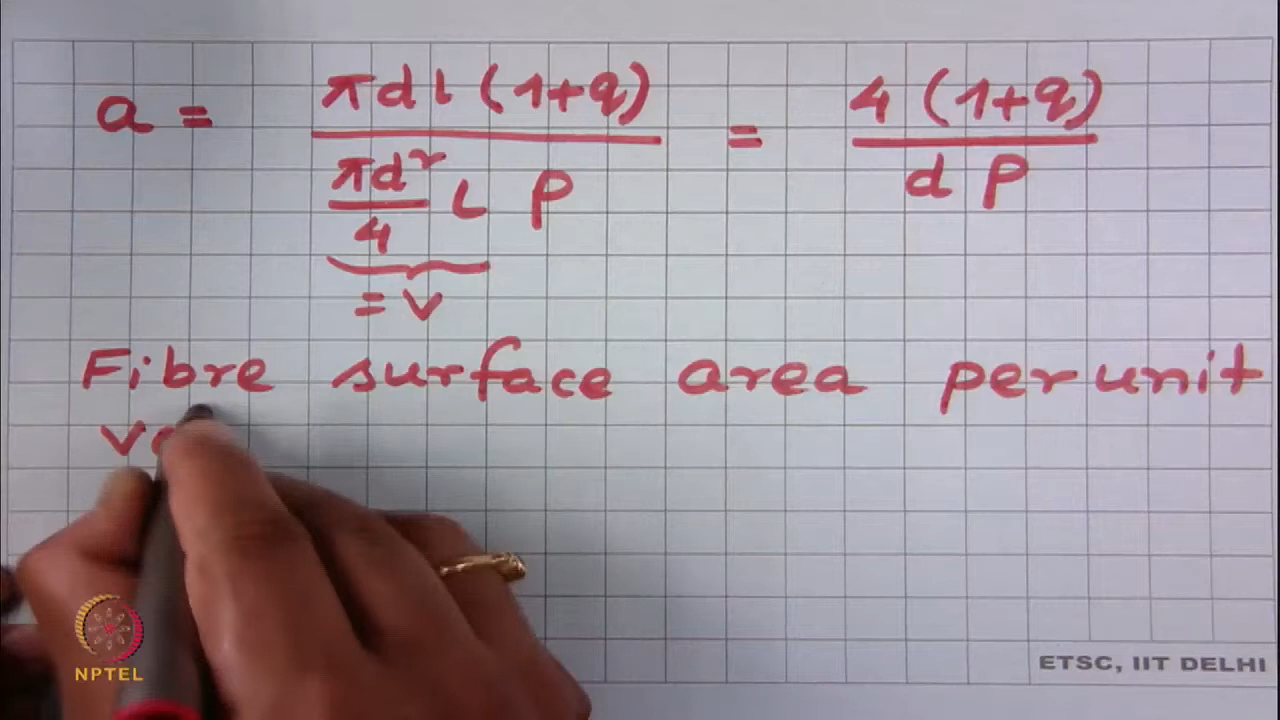 a = πdl(1+q) / (πd²/4 l ρ) = 4(1+q) / dρ
= V
Fibre surface area per unit
NPTEL
ETSC, IIT DELHI